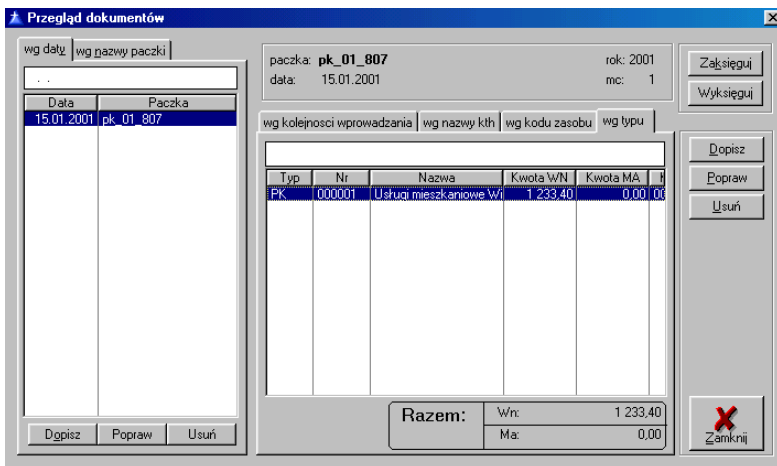 Przegląd dokumentów
wg daty wg nazwy paczki
. .
Data Paczka
15.01.2001 pk_01_807
Dopisz Popraw Usuń
paczka: pk_01_807 rok: 2001
data: 15.01.2001 mc: 1
wg kolejnosci wprowadzania wg nazwy kth wg kodu zasobu wg typu
Typ Nr Nazwa Kwota WN Kwota MA
PK 000001 Usługi mieszkaniowe Wi 1 233,40 0,00 00
Razem: Wn: 1 233,40
Ma: 0,00
Zaksięguj
Wyksięguj
Dopisz
Popraw
Usuń
Zamknij